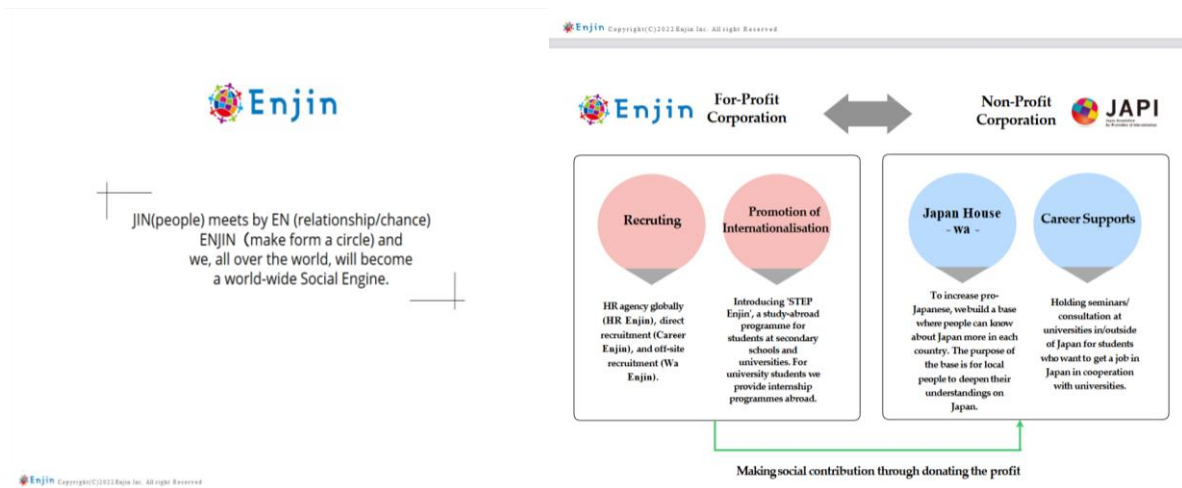 Enjin
JIN(people) meets by EN (relationship/chance)
ENJIN (make form a circle) and
we, all over the world, will become
a world-wide Social Engine.
Enjin Copyright(C)2022Enjin Inc. All right Reserved
Enjin Copyright(C)2022Enjin Inc. All right Reserved
Enjin
For-Profit
Corporation
Non-Profit
Corporation
JAPI
Japan Association
for Promotion of Internationalization
Recruting
HR agency globally
(HR Enjin), direct
recruitment (Career
Enjin), and off-site
recruitment (Wa
Enjin).
Promotion of
Internationalisation
Introducing 'STEP
Enjin', a study-abroad
programme for
students at secondary
schools and
universities. For
university students we
provide internship
programmes abroad.
Japan House
- wa -
To increase pro-
Japanese, webuild a base
where people can know
about Japan more in each
country. The purpose of
the base is for local
people to deepen their
understandings on
Japan.
Career Supports
Holding seminars/
consultation at
universities in/outside
of Japan for students
who want to get a job in
Japan in cooperation
with universities.
Making social contribution through donating the profit